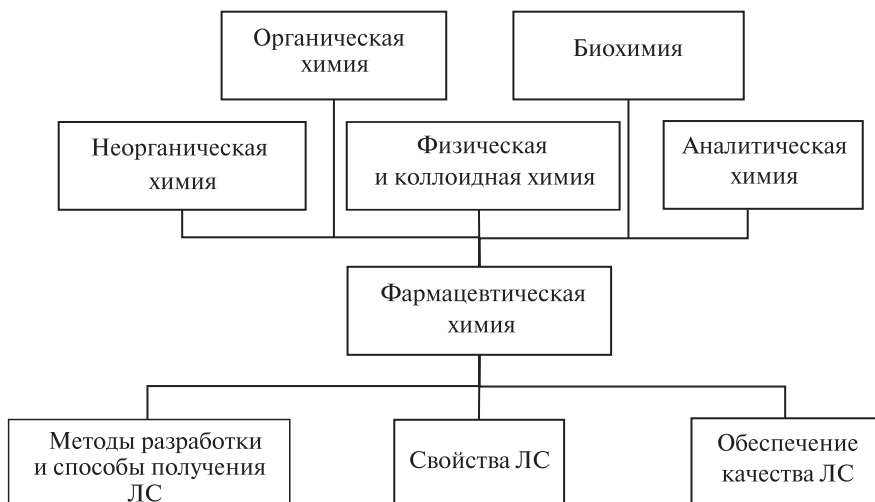 Органическая
химия
Биохимия
Неорганическая
химия
Физическая
и коллоидная химия
Аналитическая
химия
Фармацевтическая
химия
Методы разработки
и способы получения
ЛС
Свойства ЛС
Обеспечение
качества ЛС